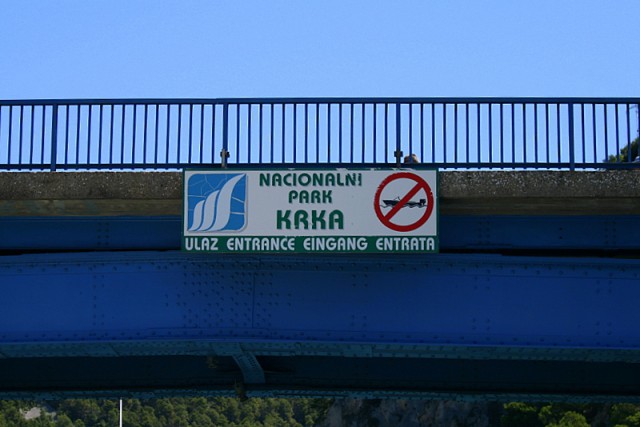 NACIONALNI
PARK
KRKA
ULAZ ENTRANCE EINGANG ENTRATA